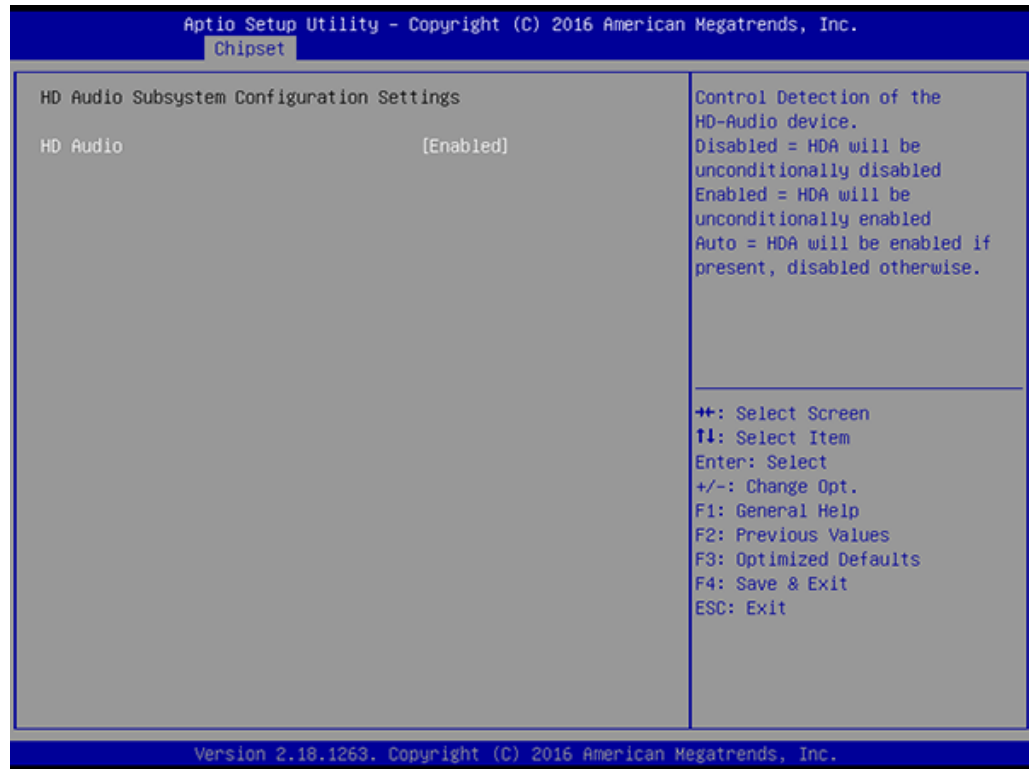 Aptio Setup Utility – Copyright (C) 2016 American Megatrends, Inc.
Chipset
HD Audio Subsystem Configuration Settings
HD Audio [Enabled]
Control Detection of the
HD-Audio device.
Disabled = HDA will be
unconditionally disabled
Enabled = HDA will be
unconditionally enabled
Auto = HDA will be enabled if
present, disabled otherwise.
→←: Select Screen
↑↓: Select Item
Enter: Select
+/-: Change Opt.
F1: General Help
F2: Previous Values
F3: Optimized Defaults
F4: Save & Exit
ESC: Exit
Version 2.18.1263. Copyright (C) 2016 American Megatrends, Inc.